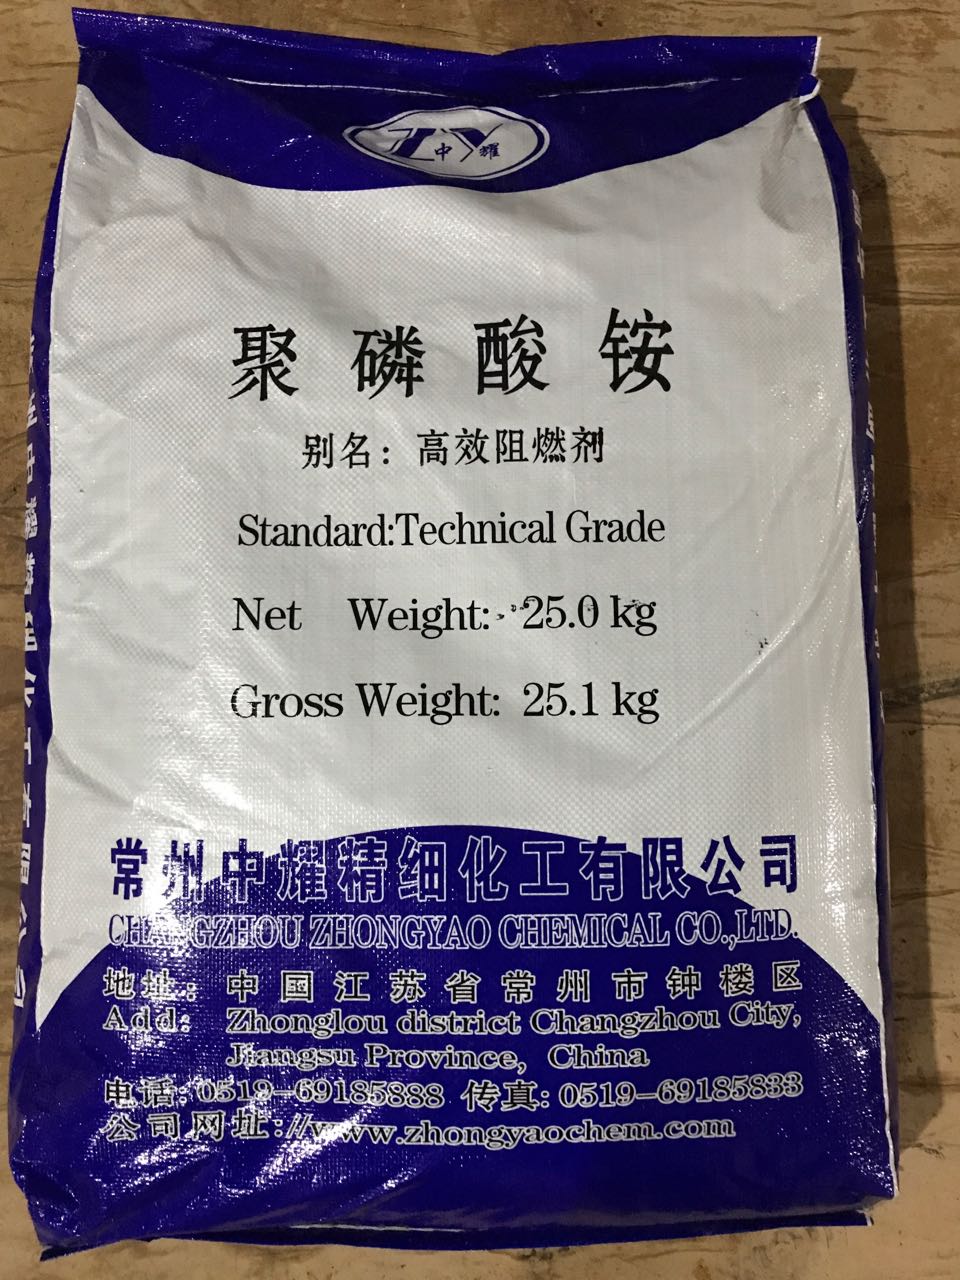 ZY
中 耀
聚磷酸铵
别名：高效阻燃剂
Standard:Technical Grade
Net Weight: 25.0 kg
Gross Weight: 25.1 kg
常州中耀精细化工有限公司
CHANGZHOU ZHONGYAO CHEMICAL CO.,LTD.
地址：中国江苏省常州市钟楼区
Add: Zhonglou district Changzhou City,
Jiangsu Province, China
电话:0519-69185888 传真:0519-69185833
公司网址://www.zhongyaochem.com